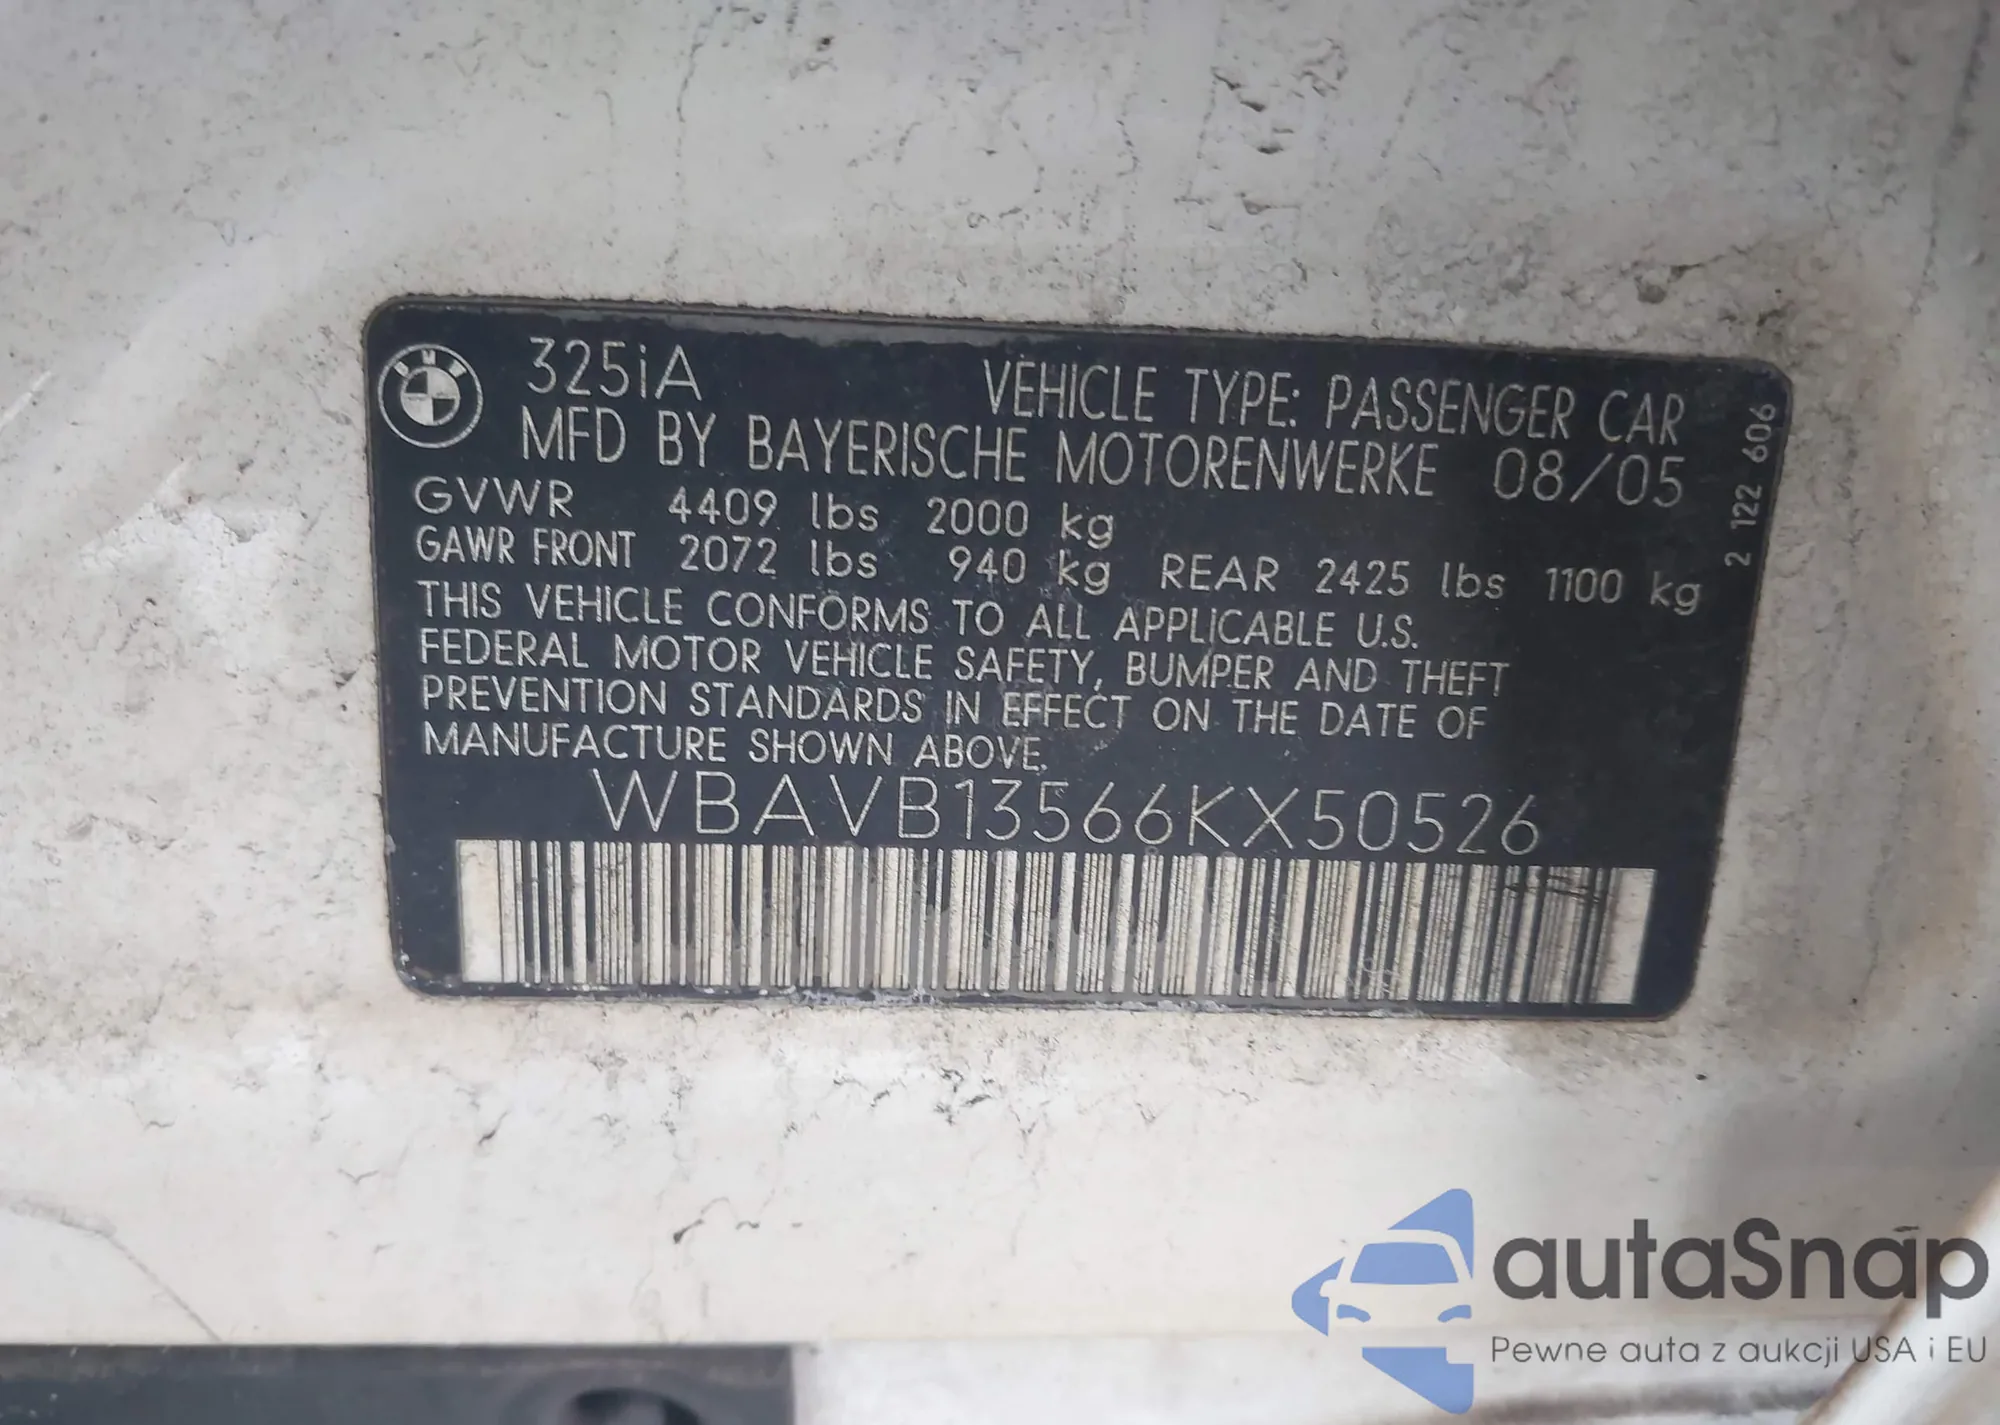 325iA VEHICLE TYPE: PASSENGER CAR
MFD BY BAYERISCHE MOTORENWERKE 08/05
GVWR 4409 lbs 2000 kg
GAWR FRONT 2072 lbs 940 kg REAR 2425 lbs 1100 kg
THIS VEHICLE CONFORMS TO ALL APPLICABLE U.S.
FEDERAL MOTOR VEHICLE SAFETY, BUMPER AND THEFT
PREVENTION STANDARDS IN EFFECT ON THE DATE OF
MANUFACTURE SHOWN ABOVE.
WBAVB13566KX50526
2 122 606
autaSnap
Pewne auta z aukcji USA i EU